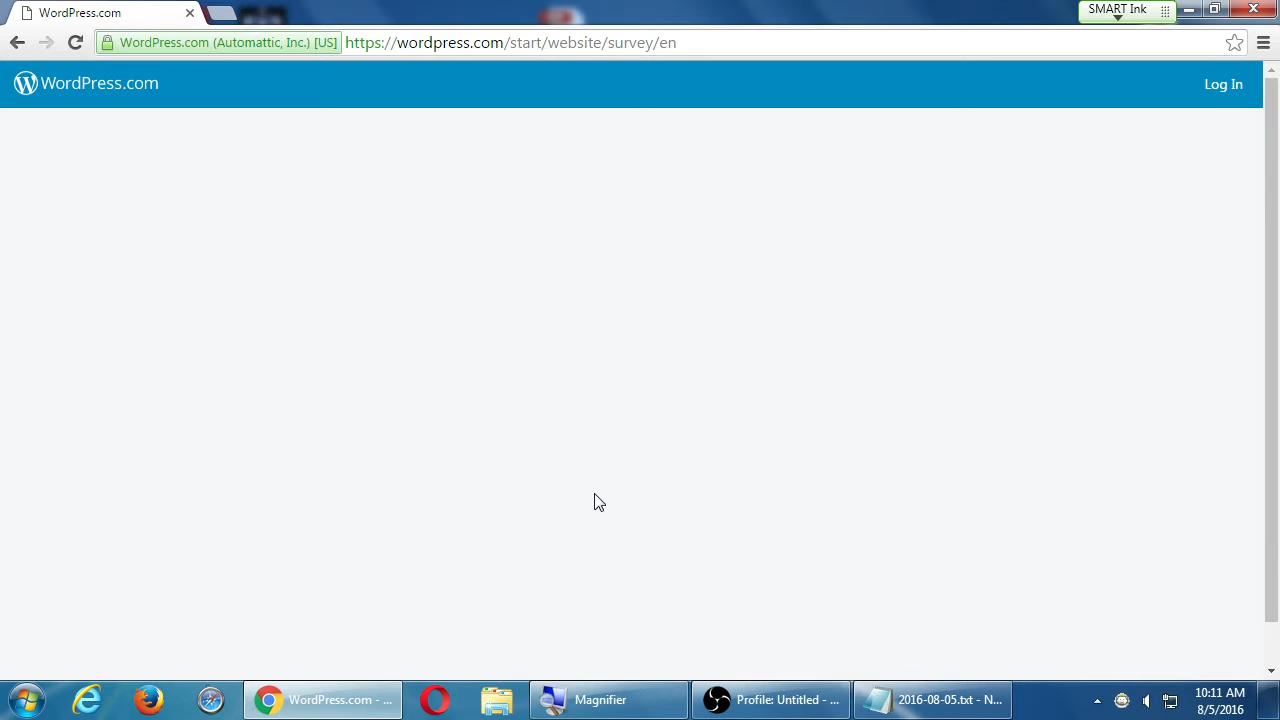 WordPress.com
SMART Ink
WordPress.com (Automattic, Inc.) [US]
https://wordpress.com/start/website/survey/en
WordPress.com
Log In
WordPress.com - ...
Magnifier
Profile: Untitled - ...
2016-08-05.txt - N...
10:11 AM
8/5/2016